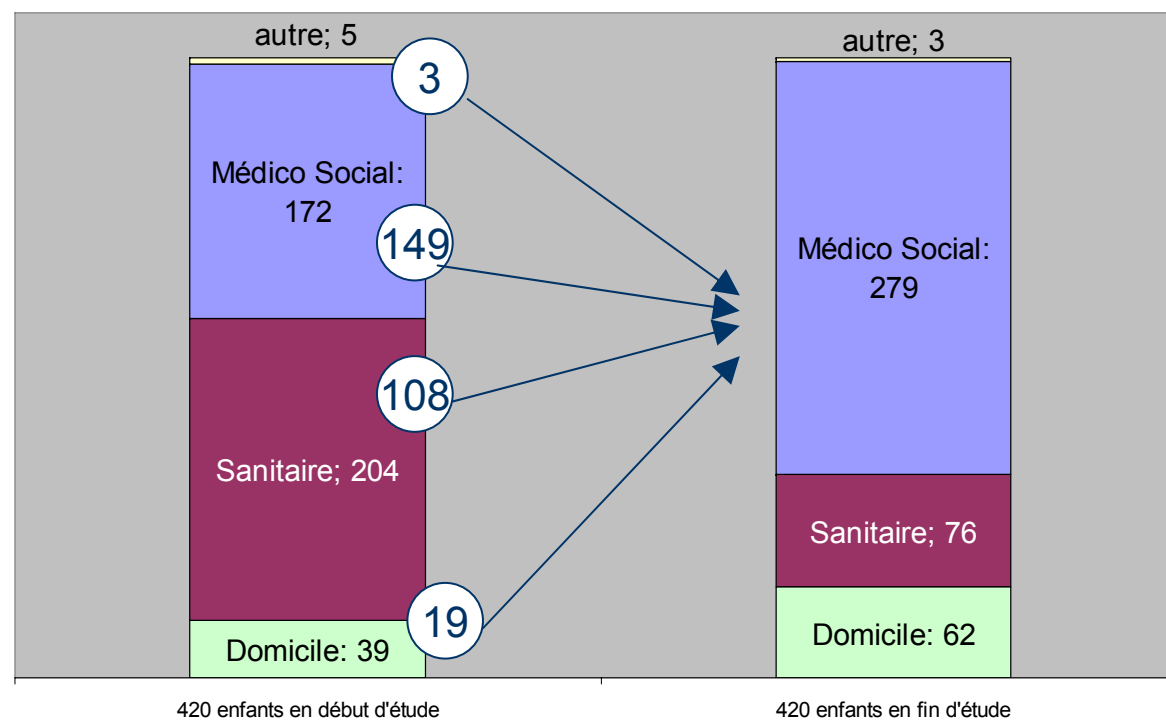 autre; 5
3
Médico Social:
172
149
108
Sanitaire; 204
19
Domicile: 39
420 enfants en début d'étude
autre; 3
Médico Social:
279
Sanitaire; 76
Domicile: 62
420 enfants en fin d'étude